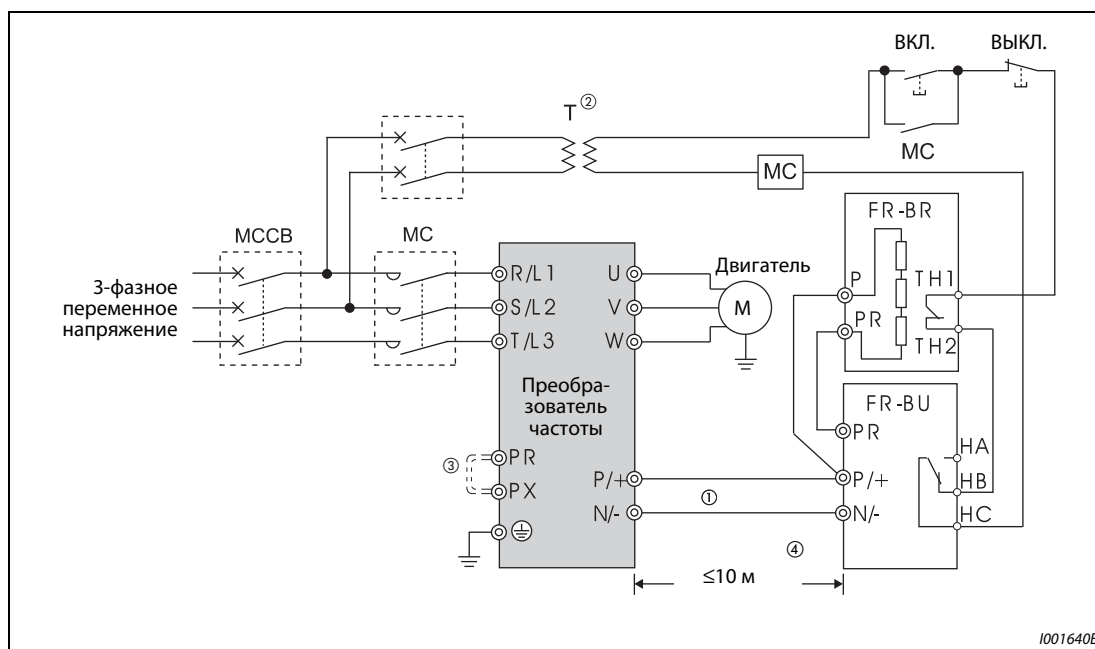 ВКЛ.
ВЫКЛ.
T ②
MC
MC
MCCB
MC
3-фазное
переменное
напряжение
R/L1
S/L2
T/L3
U
V
W
Двигатель
M
Преобра-
зователь
частоты
③
PR
PX
P/+
N/-
①
④
≤10 м
FR-BR
P
PR
TH1
TH2
FR-BU
PR
P/+
N/-
HA
HB
HC
I001640E